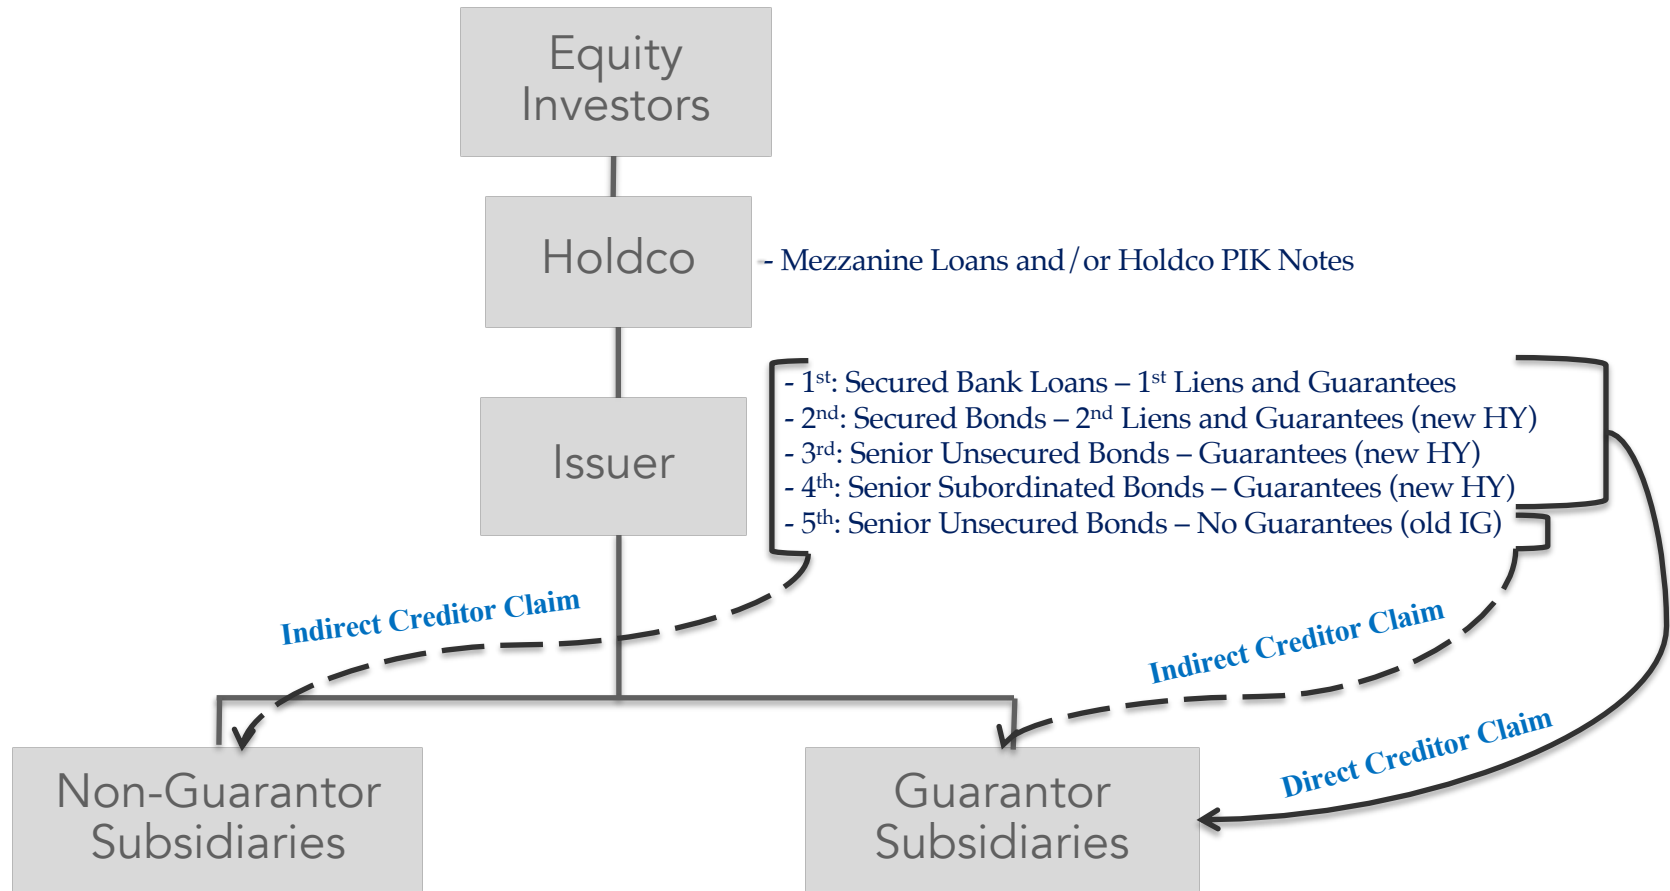 Equity
Investors
Holdco
- Mezzanine Loans and/or Holdco PIK Notes
Issuer
- 1st: Secured Bank Loans – 1st Liens and Guarantees
- 2nd: Secured Bonds – 2nd Liens and Guarantees (new HY)
- 3rd: Senior Unsecured Bonds – Guarantees (new HY)
- 4th: Senior Subordinated Bonds – Guarantees (new HY)
- 5th: Senior Unsecured Bonds – No Guarantees (old IG)
Indirect Creditor Claim
Indirect Creditor Claim
Direct Creditor Claim
Non-Guarantor
Subsidiaries
Guarantor
Subsidiaries